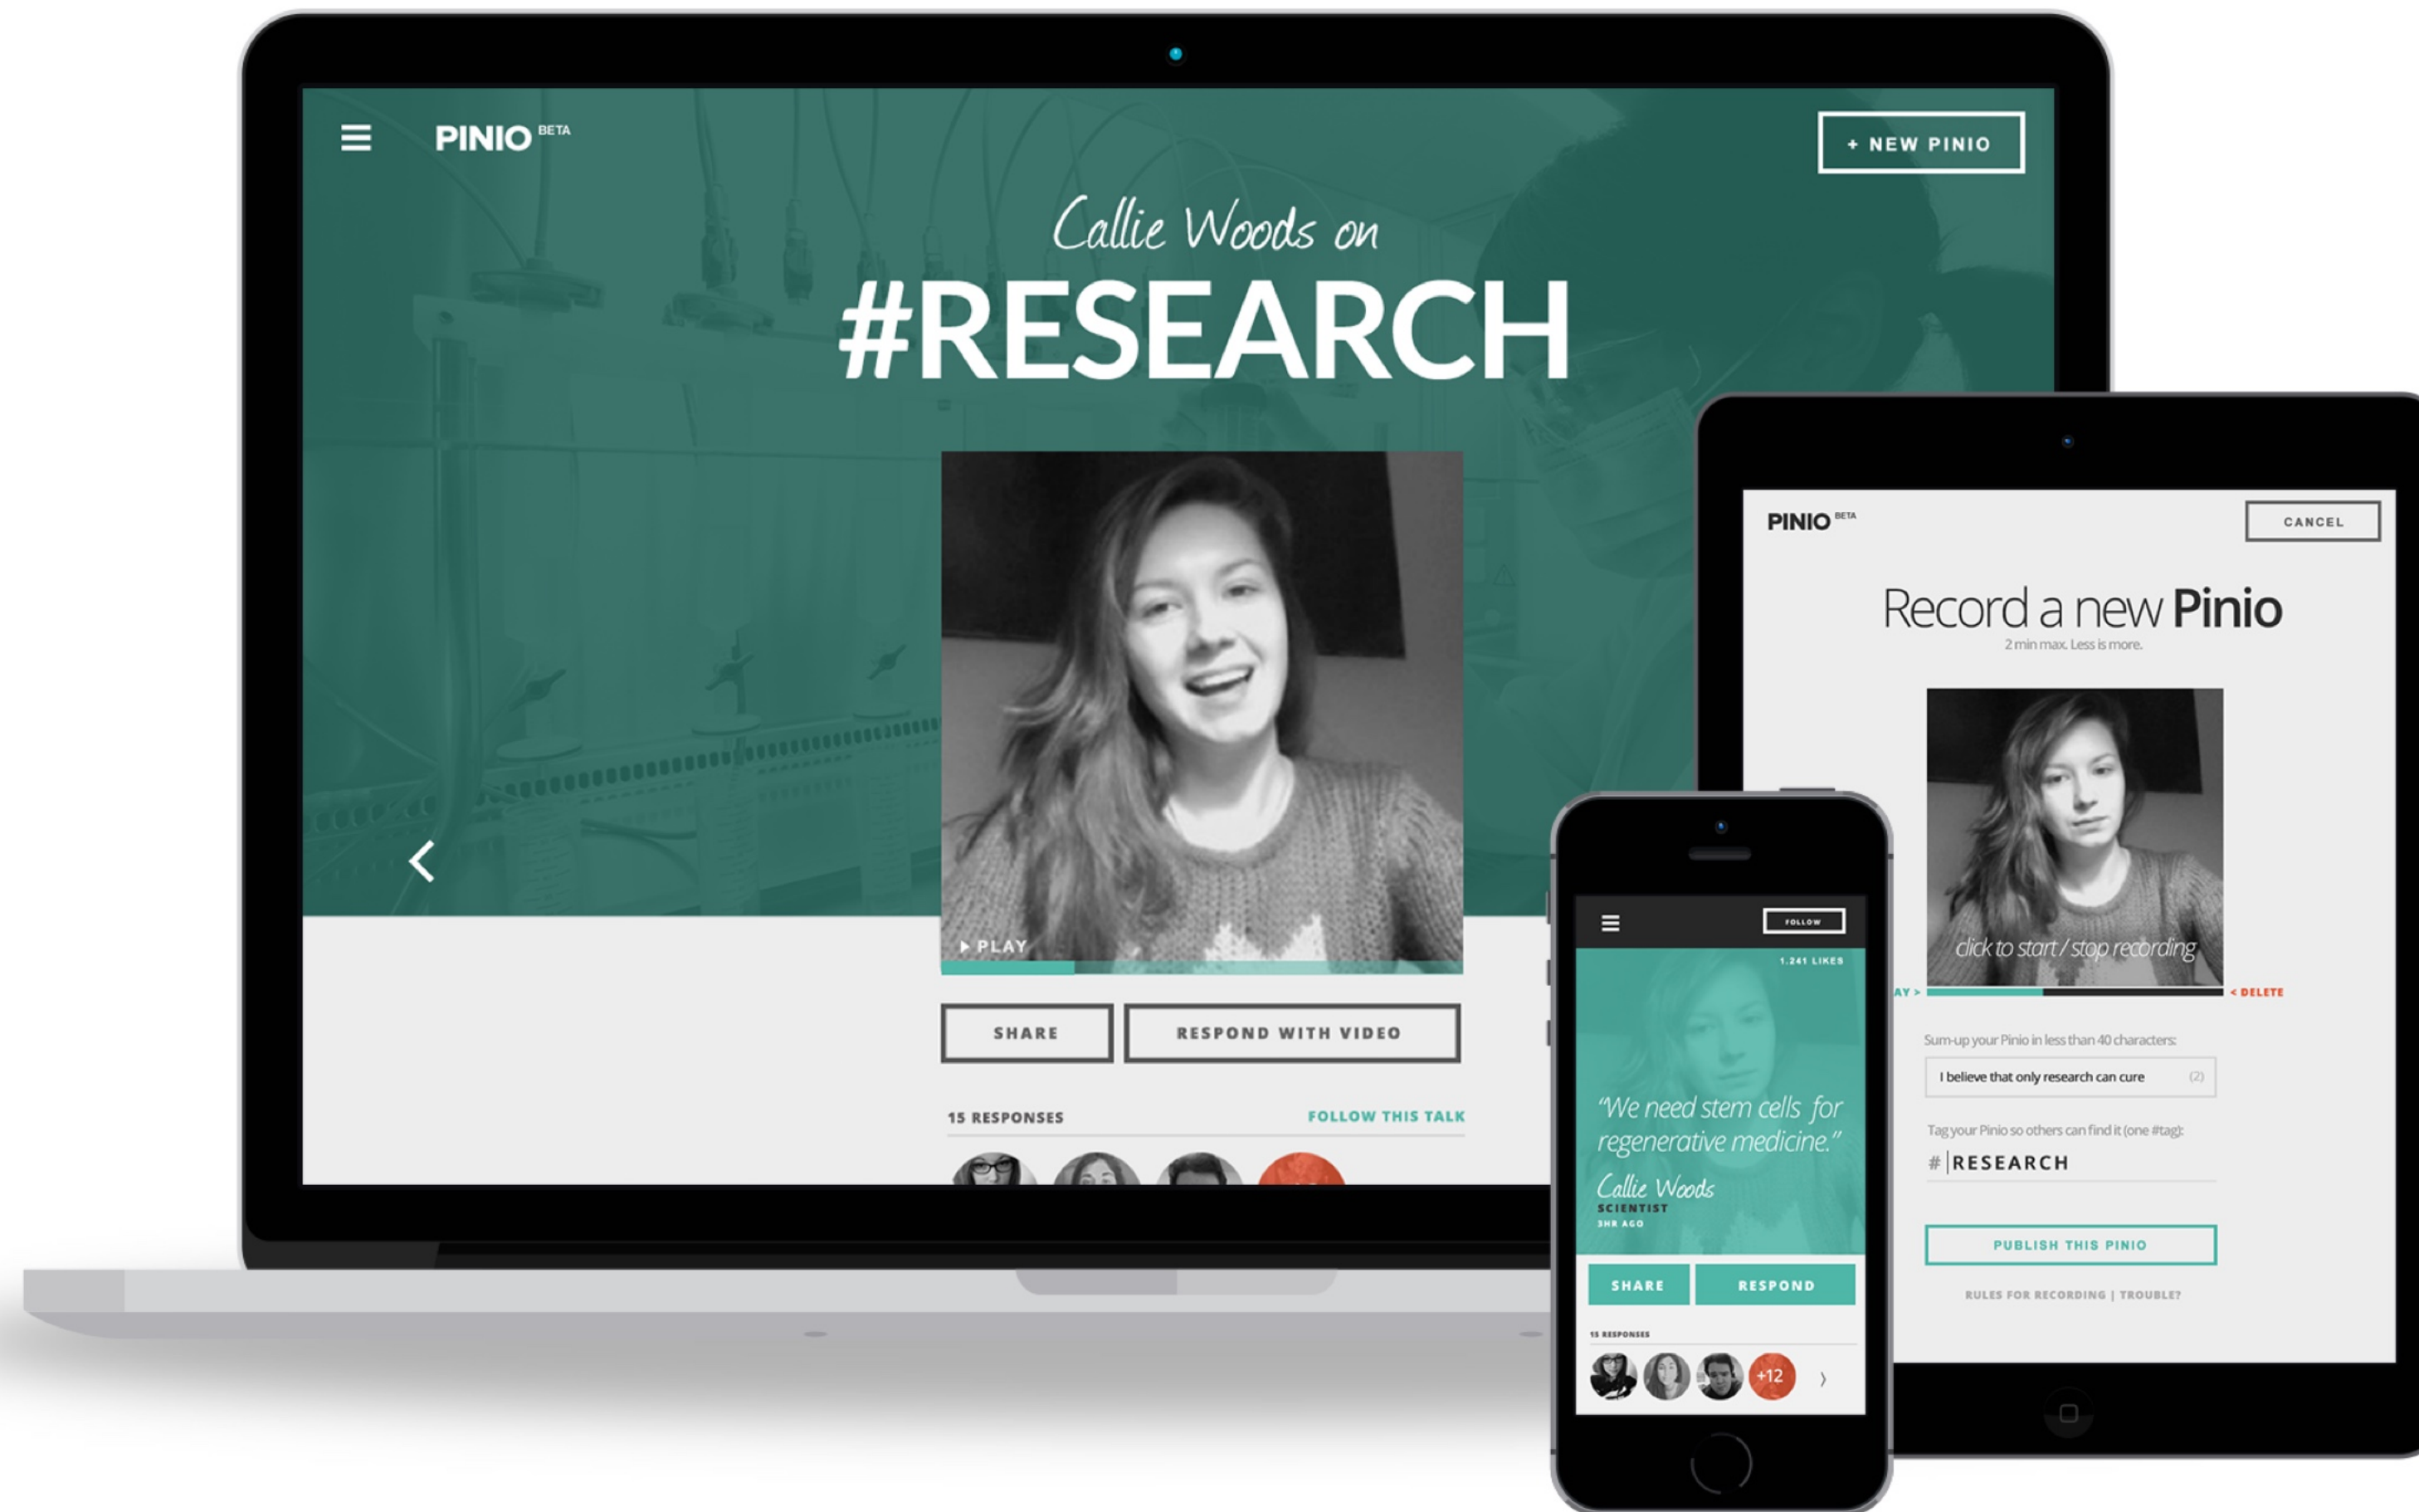 PINIO BETA
+ NEW PINIO
Callie Woods on
#RESEARCH
PLAY
SHARE
RESPOND WITH VIDEO
15 RESPONSES
FOLLOW THIS TALK
PINIO BETA
CANCEL
Record a new Pinio
2 min max. Less is more.
click to start / stop recording
AY >
< DELETE
Sum-up your Pinio in less than 40 characters:
I believe that only research can cure (2)
Tag your Pinio so others can find it (one #tag):
# RESEARCH
PUBLISH THIS PINIO
RULES FOR RECORDING | TROUBLE?
FOLLOW
1.241 LIKES
“We need stem cells for
regenerative medicine.”
Callie Woods
SCIENTIST
3HR AGO
SHARE
RESPOND
15 RESPONSES
+12